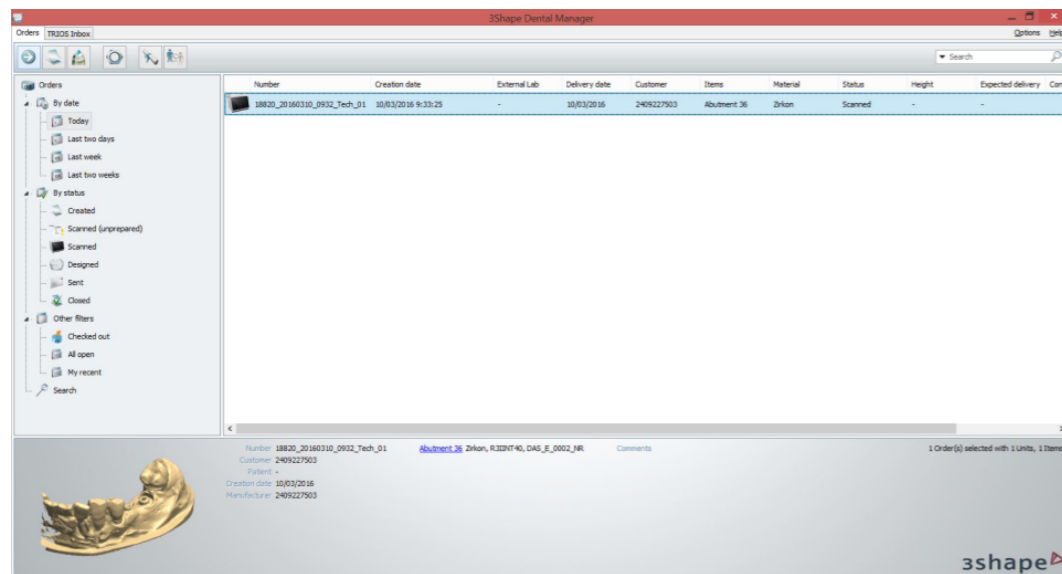 3Shape Dental Manager
Orders TRIOS Inbox Options Help
Search
Orders
By date
Today
Last two days
Last week
Last two weeks
By status
Created
Scanned (unprepared)
Scanned
Designed
Sent
Closed
Other filters
Checked out
All open
My recent
Search
Number Creation date External Lab Delivery date Customer Items Material Status Height Expected delivery Con
18820_20160310_0932_Tech_01 10/03/2016 9:33:25 - 10/03/2016 2409227503 Abutment 36 Zirkon Scanned - -
Number 18820_20160310_0932_Tech_01 Abutment 36 Zirkon, R3IINT40, DAS_E_0002_NR Comments 1 Order(s) selected with 1 Units, 1 Items
Customer 2409227503
Patient -
Creation date 10/03/2016
Manufacturer 2409227503
3shape